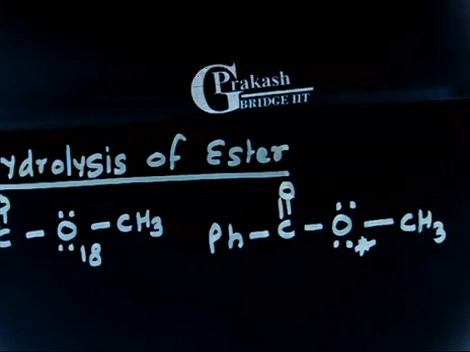 Prakash
BRIDGE IIT
ydrolysis of Ester
O O
C - O - CH3 Ph - C - O - CH3
18 *